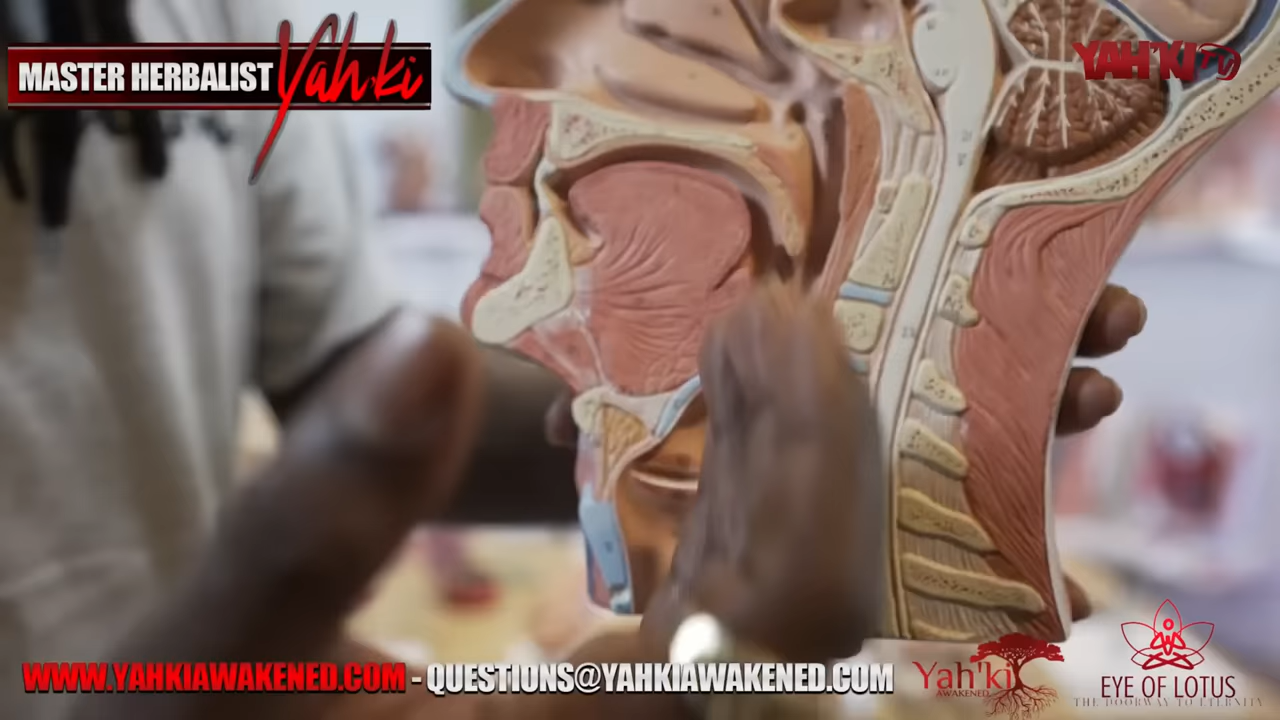 MASTER HERBALIST Yah'ki
YAH'KI TV
WWW.YAHKIAWAKENED.COM - QUESTIONS@YAHKIAWAKENED.COM
Yah'ki
AWAKENED
EYE OF LOTUS
THE DOORWAY TO ETERNITY